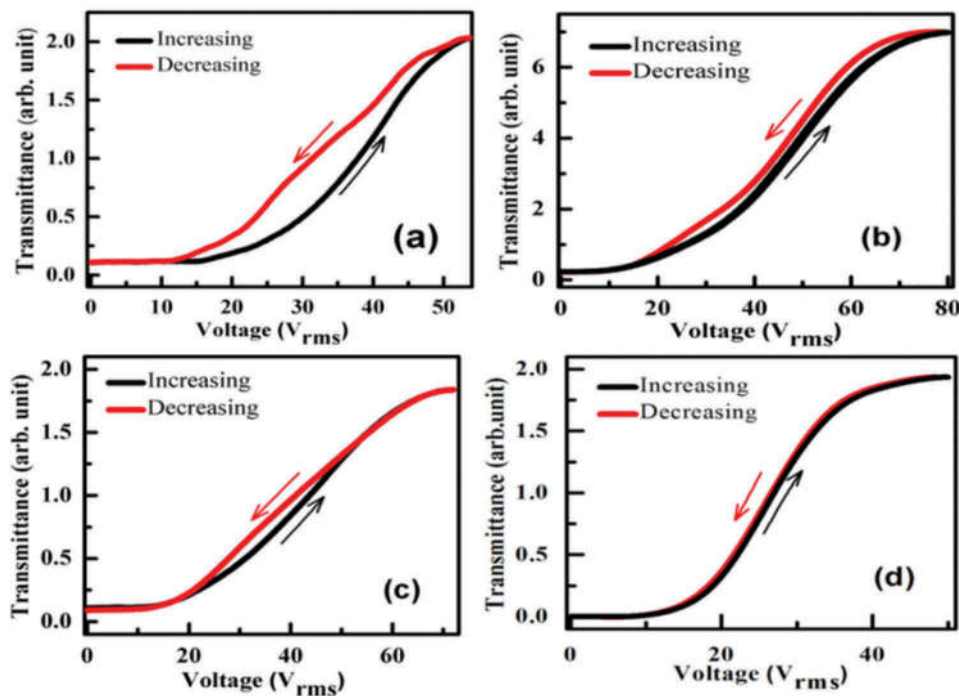 Transmittance (arb. unit)
2.0
1.5
1.0
0.5
0.0
Increasing
Decreasing
(a)
0 10 20 30 40 50
Voltage (Vrms)
Transmittance (arb. unit)
6
4
2
0
Increasing
Decreasing
(b)
0 20 40 60 80
Voltage (Vrms)
Transmittance (arb. unit)
2.0
1.5
1.0
0.5
0.0
Increasing
Decreasing
(c)
0 20 40 60
Voltage (Vrms)
Transmittance (arb.unit)
2.0
1.5
1.0
0.5
0.0
Increasing
Decreasing
(d)
0 20 30 40
Voltage (Vrms)